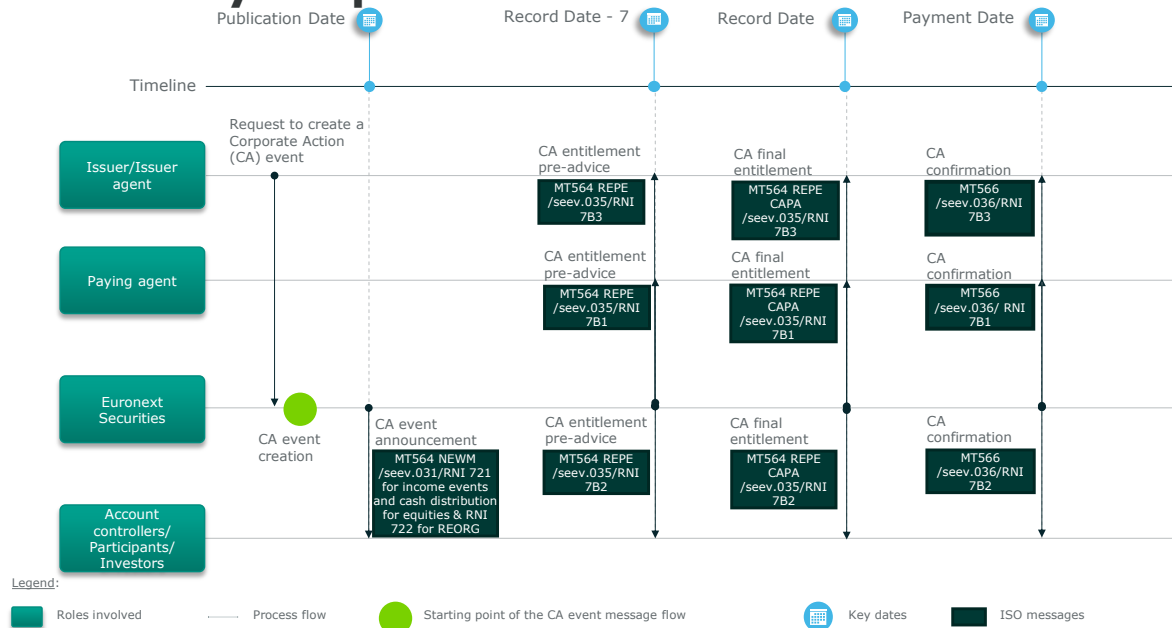 Publication Date
Record Date - 7
Record Date
Payment Date
Timeline
Request to create a
Corporate Action
(CA) event
Issuer/Issuer
agent
CA entitlement
pre-advice
MT564 REPE
/seev.035/RNI
7B3
CA final
entitlement
MT564 REPE
CAPA
/seev.035/RNI
7B3
CA
confirmation
MT566
/seev.036/RNI
7B3
Paying agent
CA entitlement
pre-advice
MT564 REPE
/seev.035/RNI
7B1
CA final
entitlement
MT564 REPE
CAPA
/seev.035/RNI
7B1
CA
confirmation
MT566
/seev.036/ RNI
7B1
Euronext
Securities
CA event
creation
CA event
announcement
MT564 NEWM
/seev.031/RNI 721
for income events
and cash distribution
for equities & RNI
722 for REORG
CA entitlement
pre-advice
MT564 REPE
/seev.035/RNI
7B2
CA final
entitlement
MT564 REPE
CAPA
/seev.035/RNI
7B2
CA
confirmation
MT566
/seev.036/RNI
7B2
Account
controllers/
Participants/
Investors
Legend:
Roles involved
Process flow
Starting point of the CA event message flow
Key dates
ISO messages